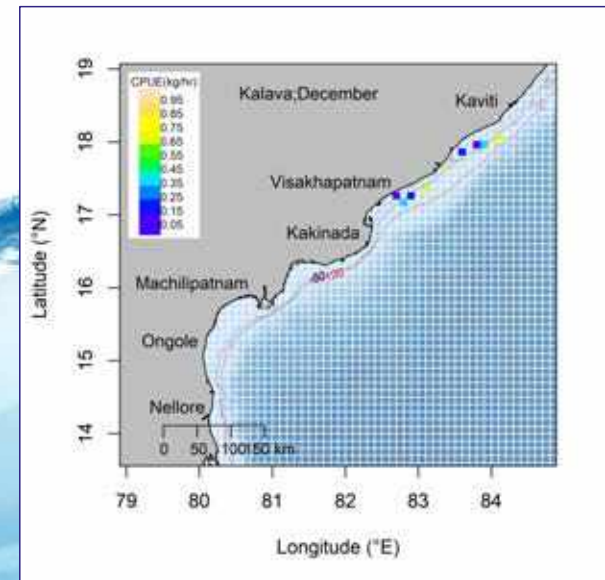 CPUE(kg/hr)
0.95
0.85
0.75
0.65
0.55
0.45
0.35
0.25
0.15
0.05
Kalava;December
Kaviti
Visakhapatnam
Kakinada
Machilipatnam
Ongole
Nellore
0 50 100150 km
19
18
17
16
15
14
Latitude (°N)
79 80 81 82 83 84
Longitude (°E)